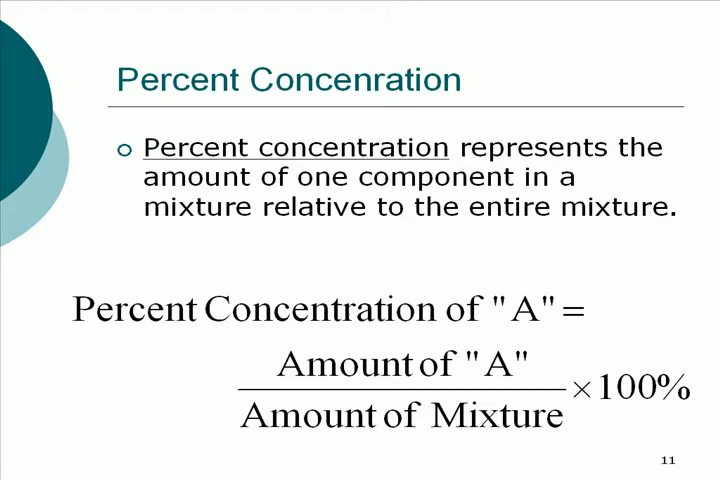 Percent Concenration
Percent concentration represents the
amount of one component in a
mixture relative to the entire mixture.
Percent Concentration of "A" =
Amount of "A"
Amount of Mixture
×100%
11